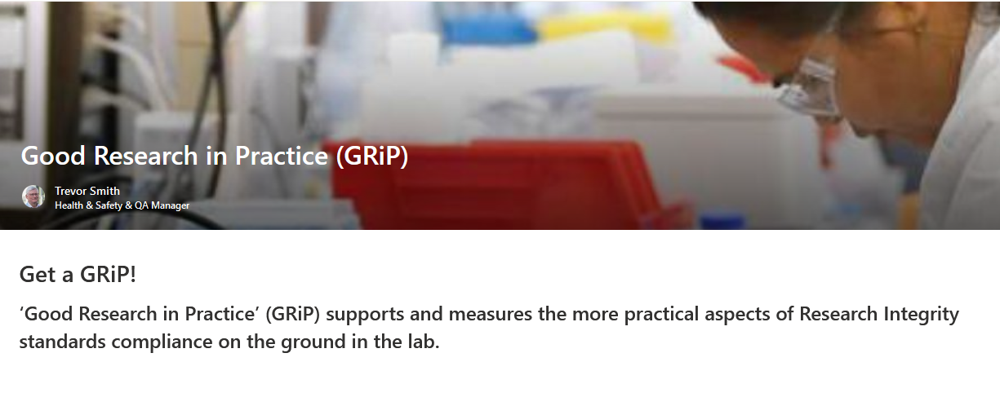 Good Research in Practice (GRiP)
Trevor Smith
Health & Safety & QA Manager
Get a GRiP!
‘Good Research in Practice’ (GRiP) supports and measures the more practical aspects of Research Integrity
standards compliance on the ground in the lab.